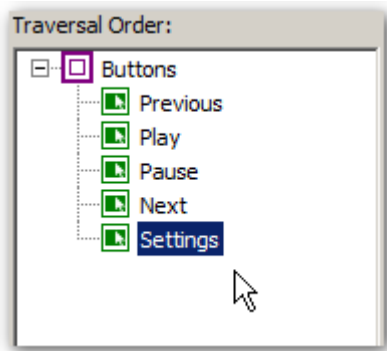 Traversal Order:
Buttons
Previous
Play
Pause
Next
Settings